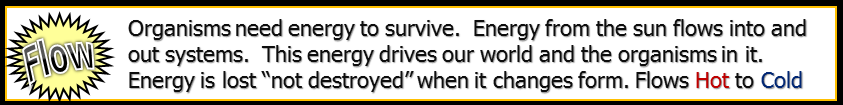 Flow
Organisms need energy to survive.  Energy from the sun flows into and
out systems.  This energy drives our world and the organisms in it.
Energy is lost “not destroyed” when it changes form. Flows Hot to Cold